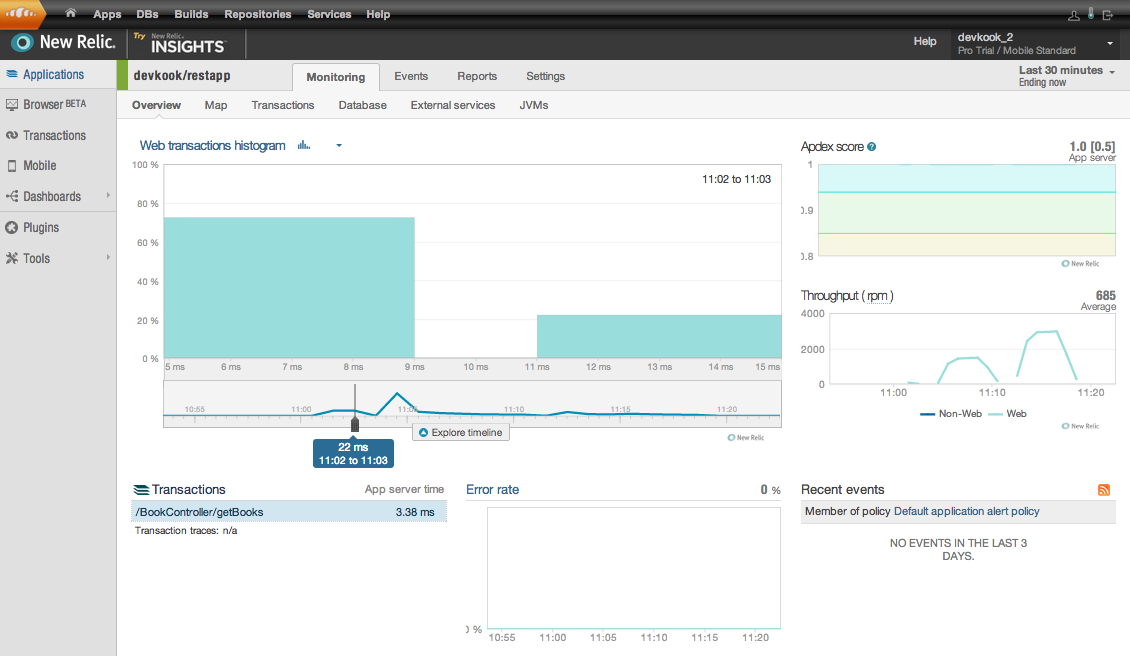 Apps DBs Builds Repositories Services Help
New Relic.
Try New Relic. INSIGHTS
Help
devkook_2
Pro Trial / Mobile Standard
Applications
Browser BETA
Transactions
Mobile
Dashboards
Plugins
Tools
devkook/restapp
Monitoring Events Reports Settings
Last 30 minutes
Ending now
Overview Map Transactions Database External services JVMs
Web transactions histogram
100 %
80 %
60 %
40 %
20 %
0 %
11:02 to 11:03
5 ms 6 ms 7 ms 8 ms 9 ms 10 ms 11 ms 12 ms 13 ms 14 ms 15 ms
10:55 11:00 11:05 11:10 11:15 11:20
Explore timeline
New Relic
22 ms
11:02 to 11:03
Apdex score ?
1.0 [0.5]
App server
1
0.9
0.8
New Relic
Throughput ( rpm )
685
Average
4000
2000
0
11:00 11:10 11:20
Non-Web Web
New Relic
Transactions
App server time
/BookController/getBooks 3.38 ms
Transaction traces: n/a
Error rate
0 %
0 %
10:55 11:00 11:05 11:10 11:15 11:20
Recent events
Member of policy Default application alert policy
NO EVENTS IN THE LAST 3
DAYS.